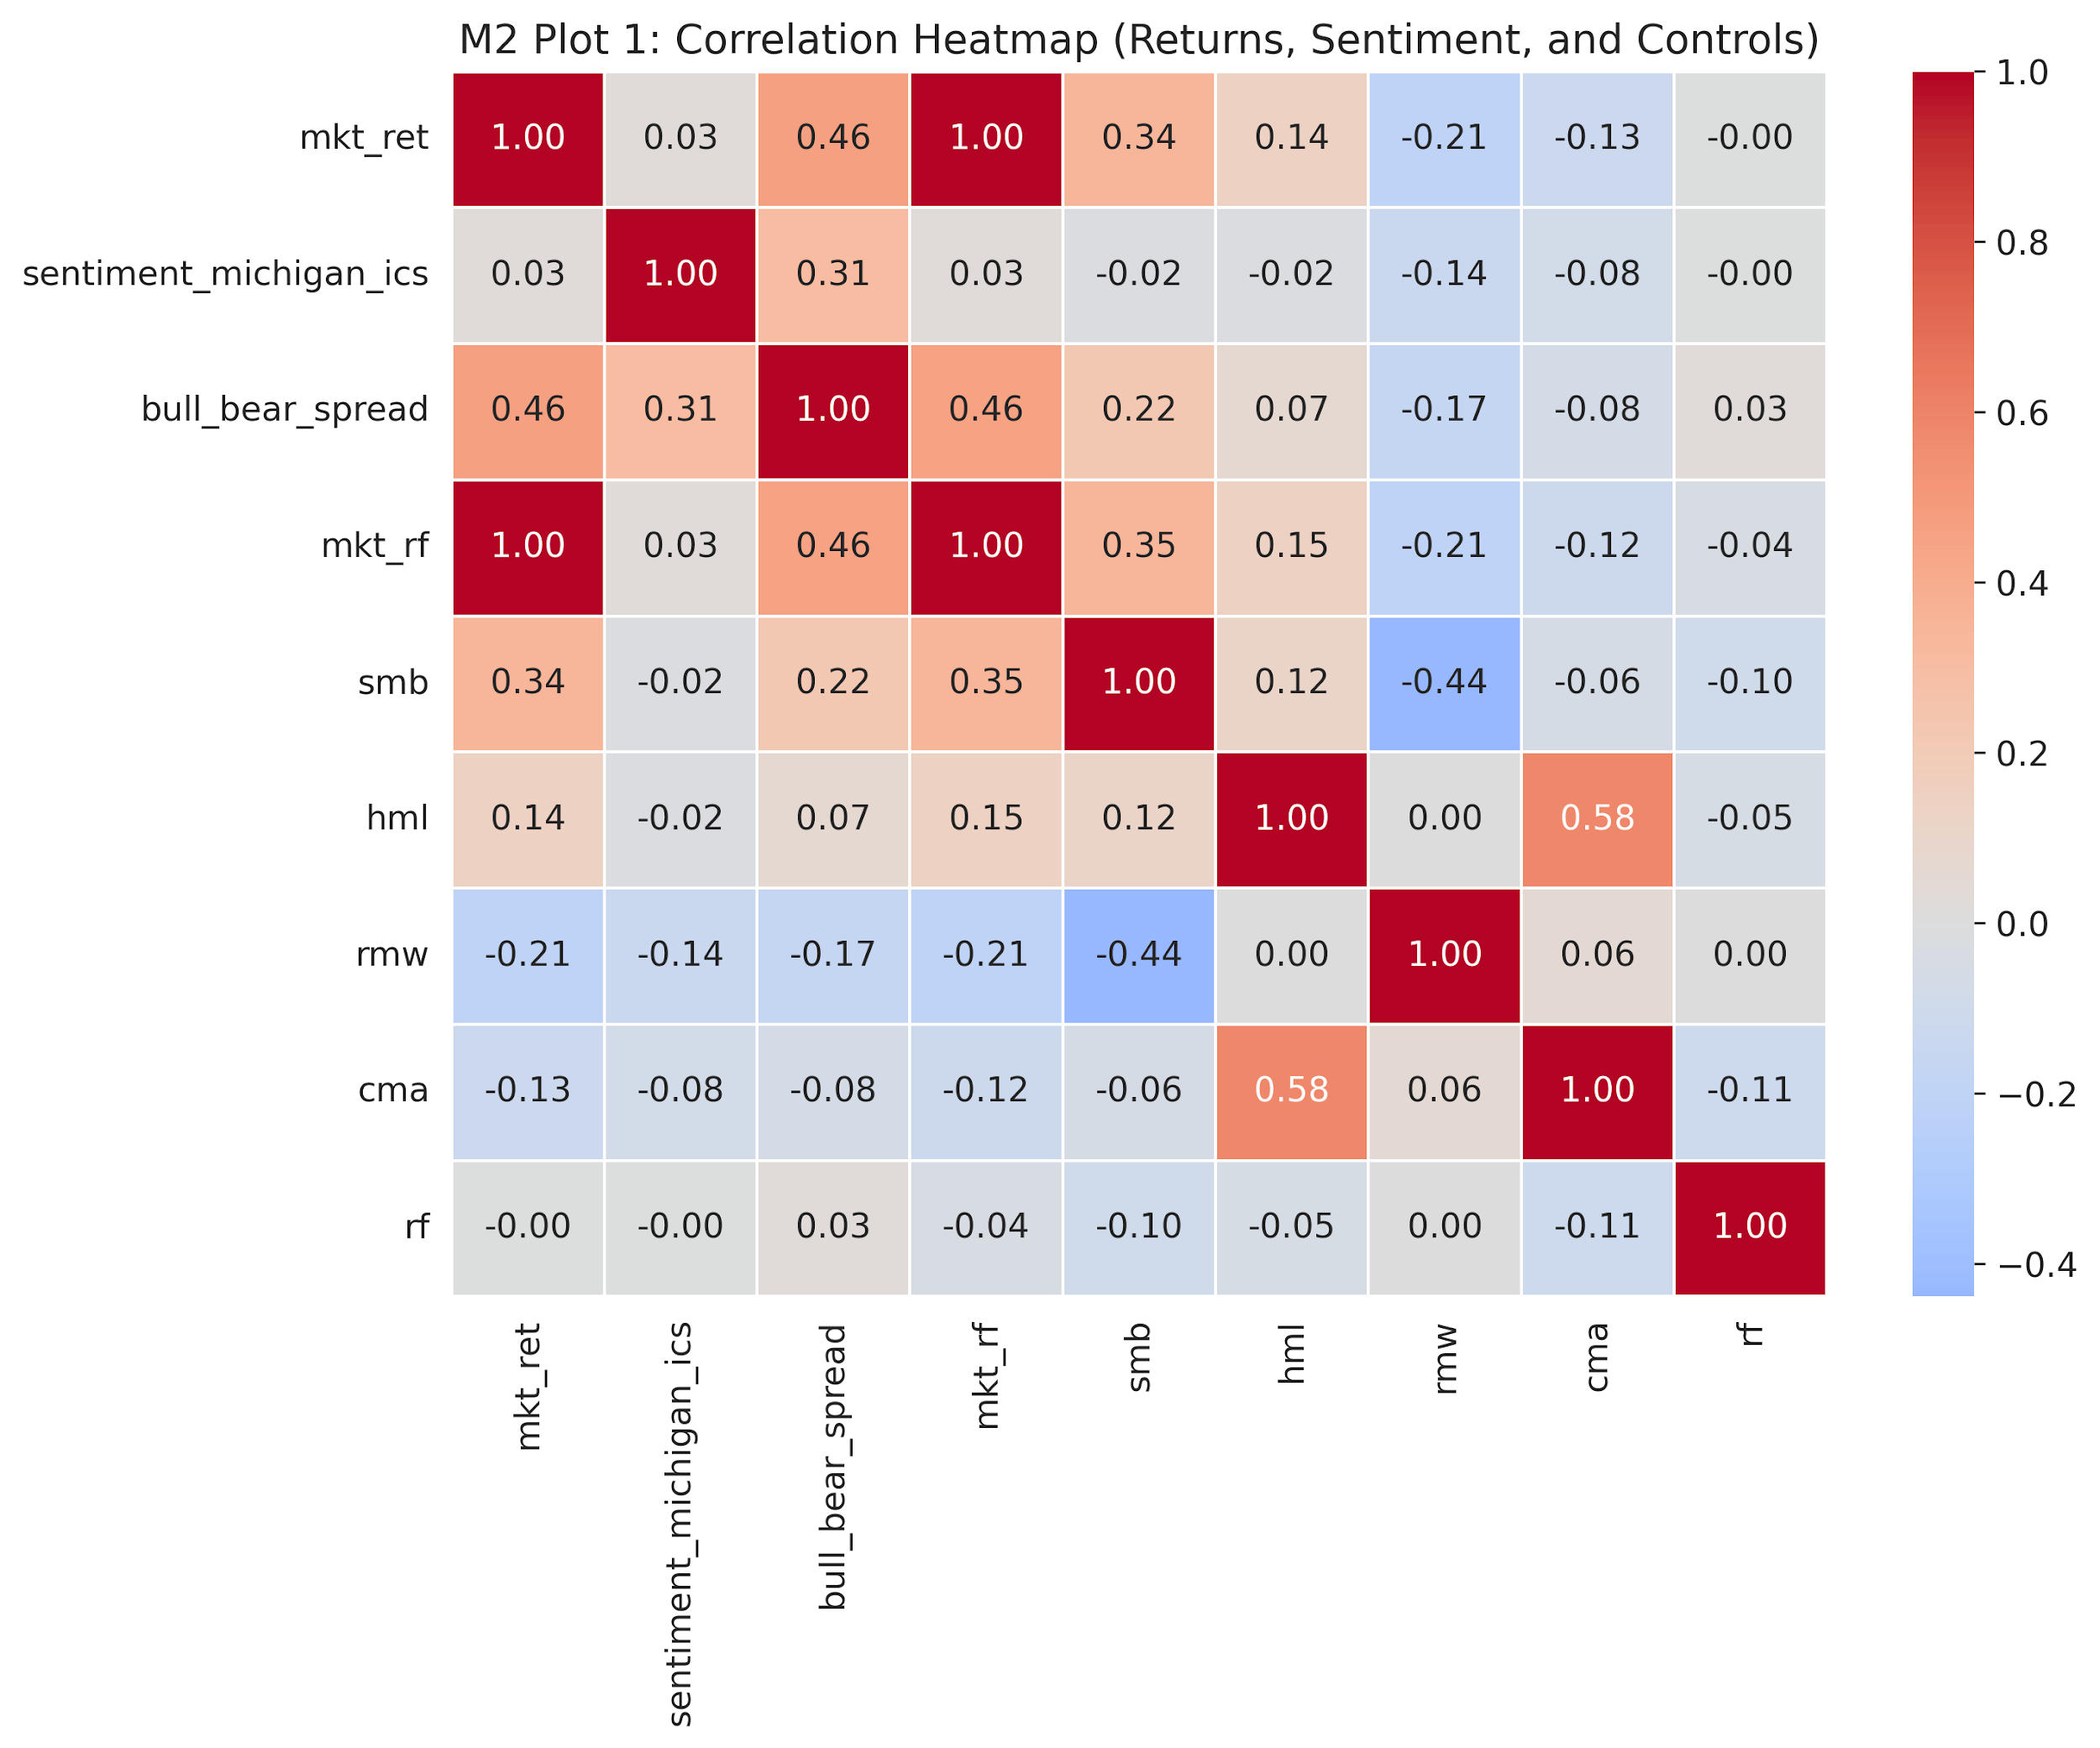 M2 Plot 1: Correlation Heatmap (Returns, Sentiment, and Controls)
mkt_ret 1.00 0.03 0.46 1.00 0.34 0.14 -0.21 -0.13 -0.00
sentiment_michigan_ics 0.03 1.00 0.31 0.03 -0.02 -0.02 -0.14 -0.08 -0.00
bull_bear_spread 0.46 0.31 1.00 0.46 0.22 0.07 -0.17 -0.08 0.03
mkt_rf 1.00 0.03 0.46 1.00 0.35 0.15 -0.21 -0.12 -0.04
smb 0.34 -0.02 0.22 0.35 1.00 0.12 -0.44 -0.06 -0.10
hml 0.14 -0.02 0.07 0.15 0.12 1.00 0.00 0.58 -0.05
rmw -0.21 -0.14 -0.17 -0.21 -0.44 0.00 1.00 0.06 0.00
cma -0.13 -0.08 -0.08 -0.12 -0.06 0.58 0.06 1.00 -0.11
rf -0.00 -0.00 0.03 -0.04 -0.10 -0.05 0.00 -0.11 1.00
mkt_ret
sentiment_michigan_ics
bull_bear_spread
mkt_rf
smb
hml
rmw
cma
rf
1.0
0.8
0.6
0.4
0.2
0.0
−0.2
−0.4